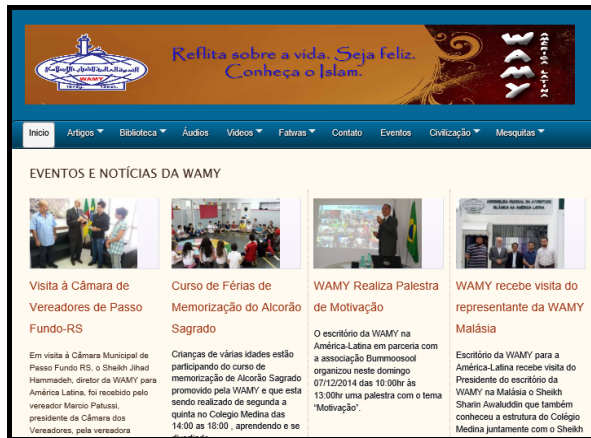 Reflita sobre a vida. Seja feliz.
Conheça o Islam.
WAMY
WAMY
Inicio Artigos Biblioteca Áudios Videos Fatwas Contato Eventos Civilização Mesquitas
EVENTOS E NOTÍCIAS DA WAMY
Visita à Câmara de
Vereadores de Passo
Fundo-RS
Em visita à Câmara Municipal de
Passo Fundo RS, o Sheikh Jihad
Hammadeh, diretor da WAMY para
América Latina, foi recebido pelo
vereador Marcio Patussi,
presidente da Câmara dos
Vereadores, pela vereadora
Curso de Férias de
Memorização do Alcorão
Sagrado
Crianças de várias idades estão
participando do curso de
memorização de Alcorão Sagrado
promovido pela WAMY e que esta
sendo realizado de segunda a
quinta no Colegio Medina das
14:00 as 18:00 , aprendendo e se
WAMY Realiza Palestra
de Motivação
O escritório da WAMY na
América-Latina em parceria com
a associação Bummoosool
organizou neste domingo
07/12/2014 das 10:00hr às
13:00hr uma palestra com o tema
"Motivação".
ASSEMBLEIA MUNDIAL DA JUVENTUDE
ISLÂMICA NA AMÉRICA LATINA
WAMY recebe visita do
representante da WAMY
Malásia
Escritório da WAMY para a
América-Latina recebe visita do
Presidente do escritório da
WAMY na Malásia o Sheikh
Sharin Awaluddin que também
conheceu a estrutura do Colégio
Medina juntamente com o Sheikh